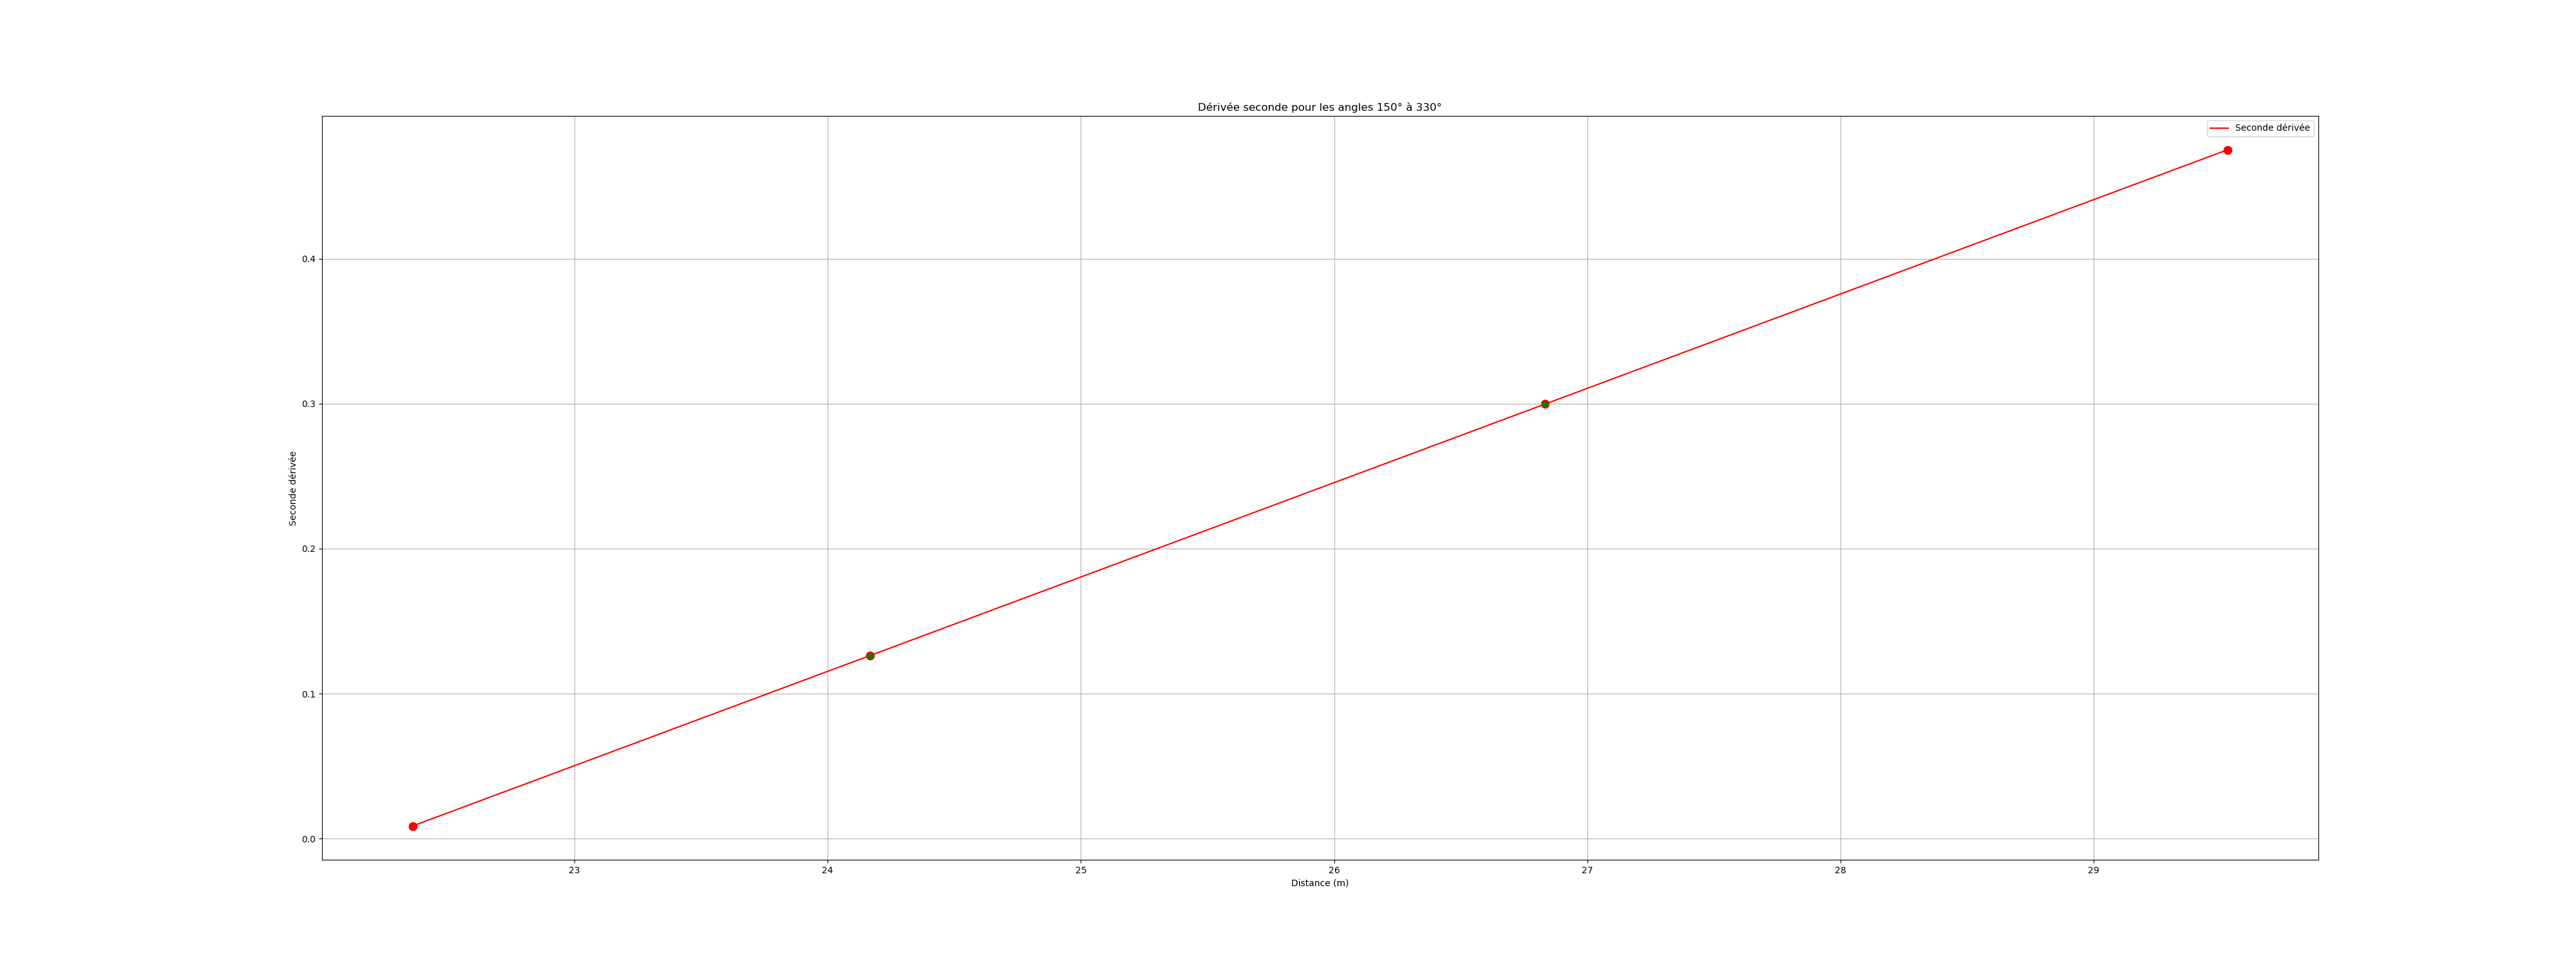 Dérivée seconde pour les angles 150° à 330°
Seconde dérivée
0.4
0.3
0.2
0.1
0.0
Seconde dérivée
23 24 25 26 27 28 29
Distance (m)